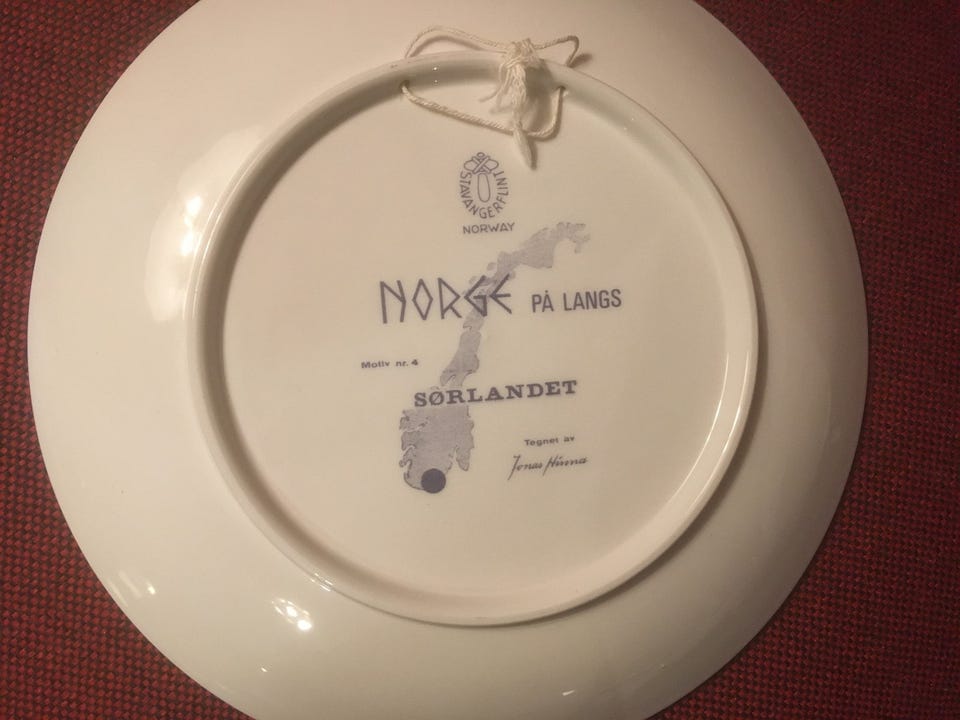 STAVANGERFLINT
NORWAY
NORGE PÅ LANGS
Motiv nr. 4
SØRLANDET
Tegnet av
Jonas Hinna